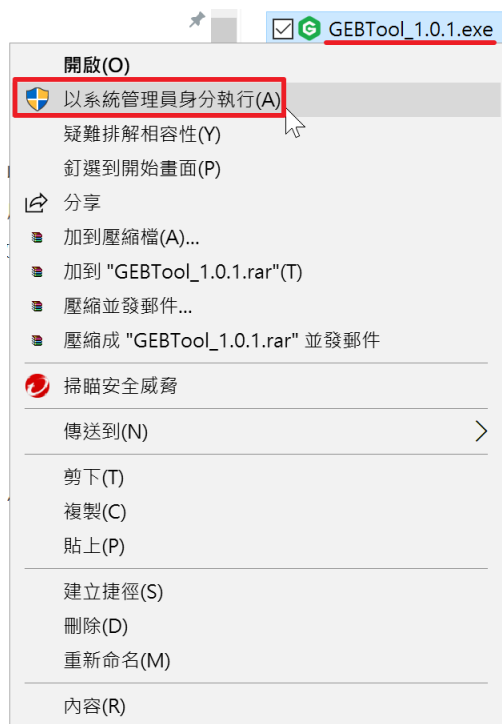 GEBTool_1.0.1.exe
開啟(O)
以系統管理員身分執行(A)
疑難排解相容性(Y)
釘選到開始畫面(P)
分享
加到壓縮檔(A)...
加到 "GEBTool_1.0.1.rar"(T)
壓縮並發郵件...
壓縮成 "GEBTool_1.0.1.rar" 並發郵件
掃瞄安全威脅
傳送到(N)
剪下(T)
複製(C)
貼上(P)
建立捷徑(S)
刪除(D)
重新命名(M)
內容(R)